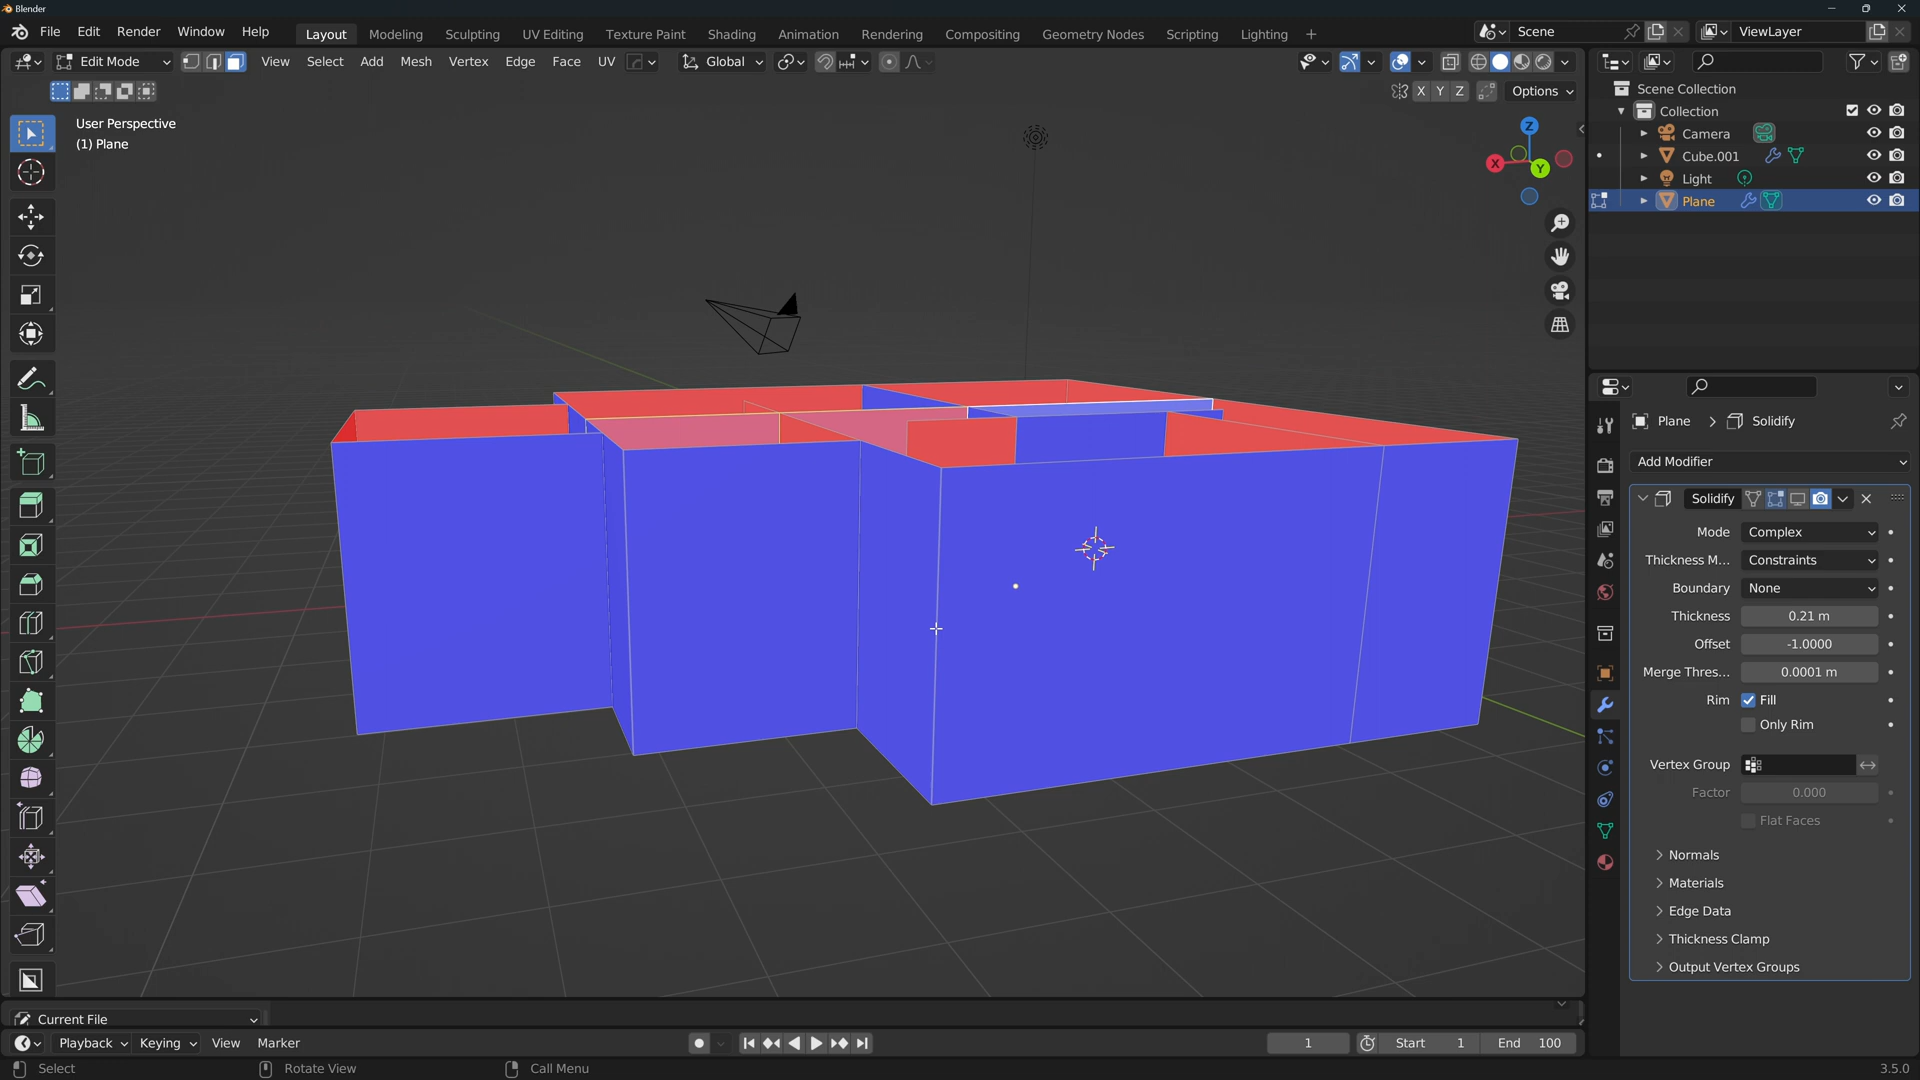 Blender
File Edit Render Window Help
Layout Modeling Sculpting UV Editing Texture Paint Shading Animation Rendering Compositing Geometry Nodes Scripting Lighting +
Scene
ViewLayer
Edit Mode View Select Add Mesh Vertex Edge Face UV Global
X Y Z Options
User Perspective
(1) Plane
Z
X
Y
Scene Collection
Collection
Camera
Cube.001
Light
Plane
Plane > Solidify
Add Modifier
Solidify
Mode Complex
Thickness M... Constraints
Boundary None
Thickness 0.21 m
Offset -1.0000
Merge Thres... 0.0001 m
Rim Fill
Only Rim
Vertex Group
Factor 0.000
Flat Faces
Normals
Materials
Edge Data
Thickness Clamp
Output Vertex Groups
Current File
Playback Keying View Marker
1 Start 1 End 100
Select Rotate View Call Menu
3.5.0